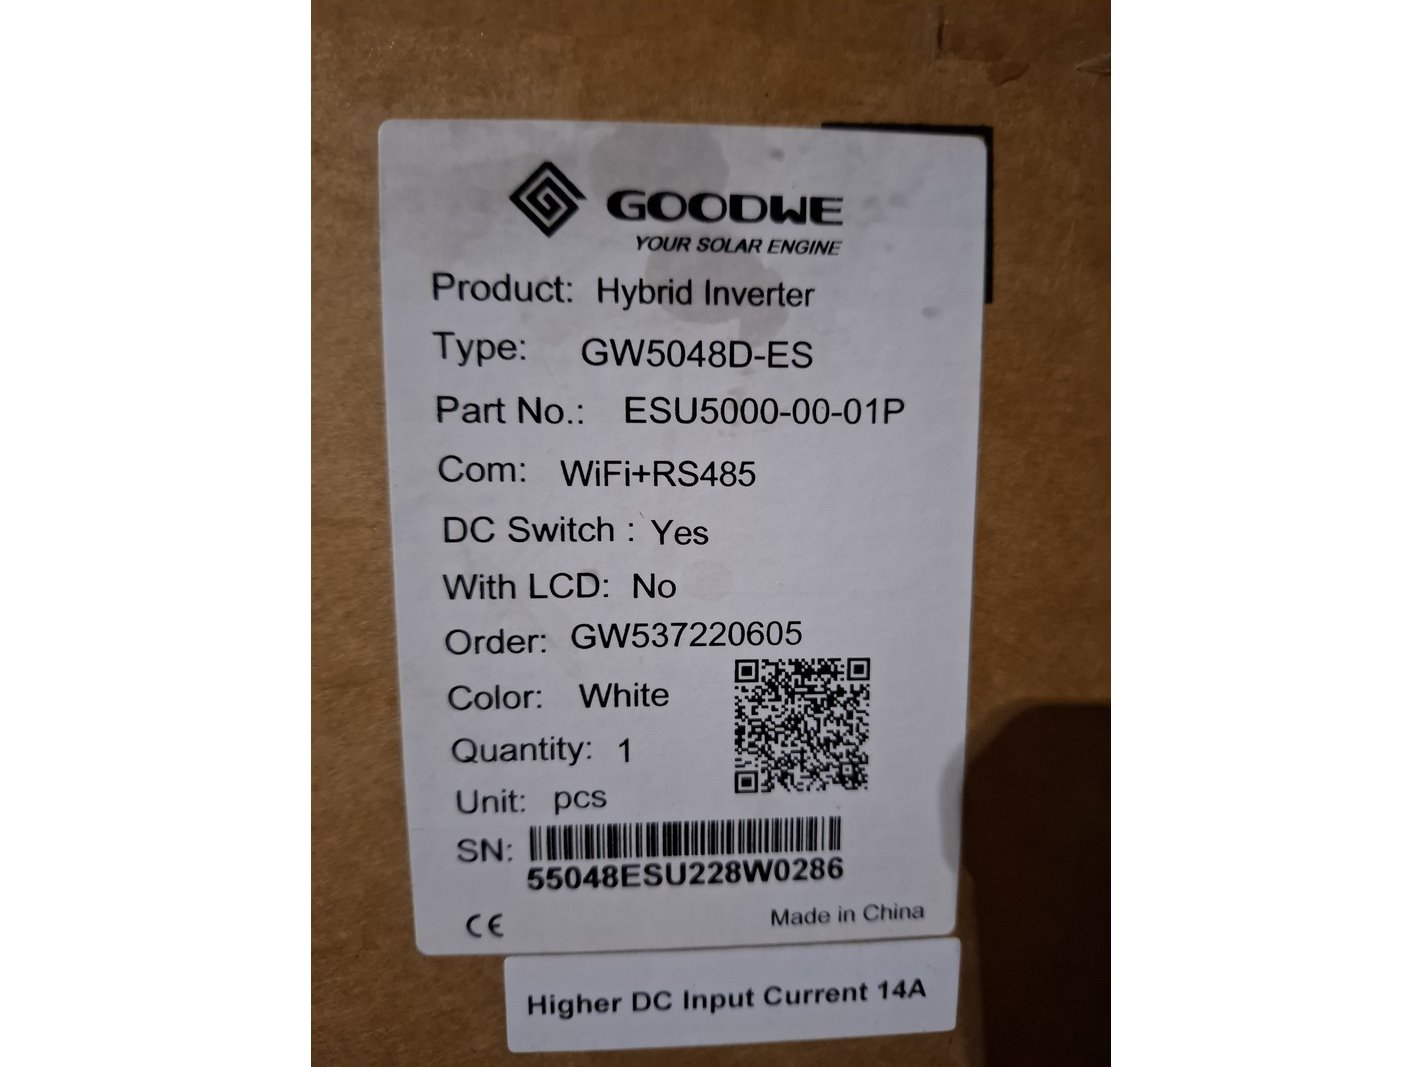 GOODWE
YOUR SOLAR ENGINE
Product: Hybrid Inverter
Type: GW5048D-ES
Part No.: ESU5000-00-01P
Com: WiFi+RS485
DC Switch : Yes
With LCD: No
Order: GW537220605
Color: White
Quantity: 1
Unit: pcs
SN:
55048ESU228W0286
CE
Made in China
Higher DC Input Current 14A